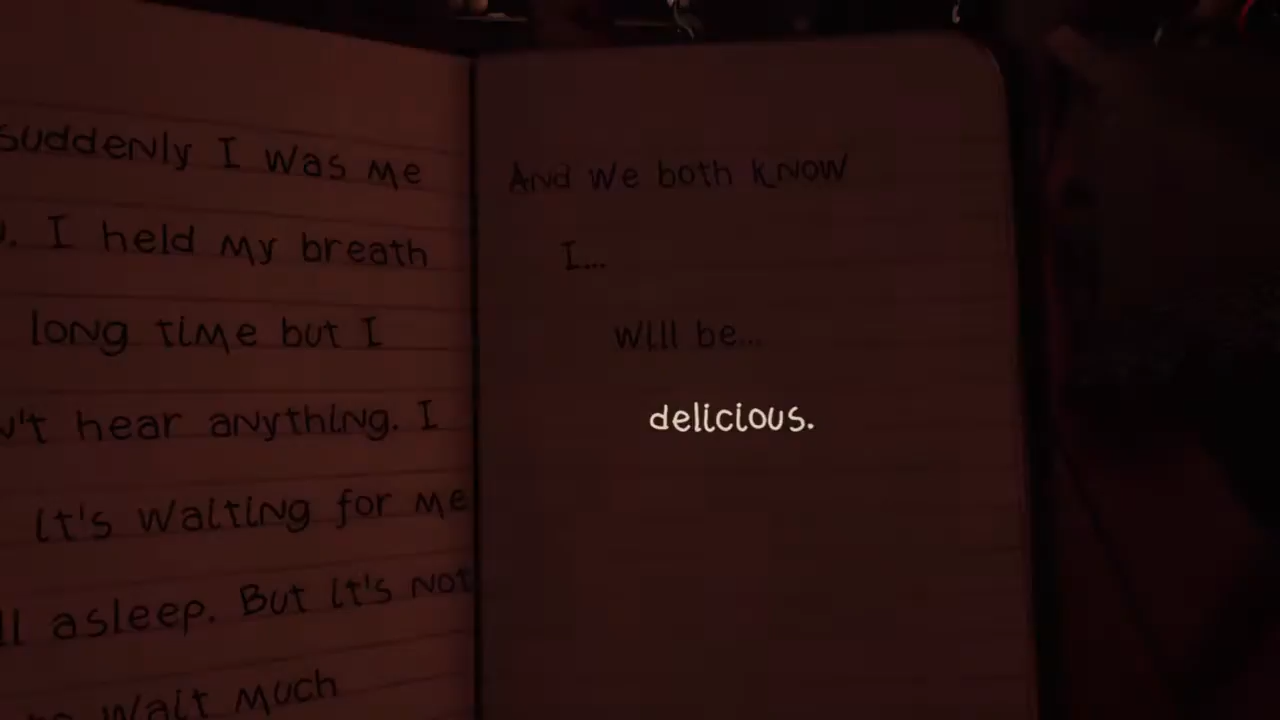 suddenly I was me
I held my breath
long time but I
hear anything. I
it's waiting for me
asleep. But it's not
wait much
And we both know
I...
will be...
delicious.